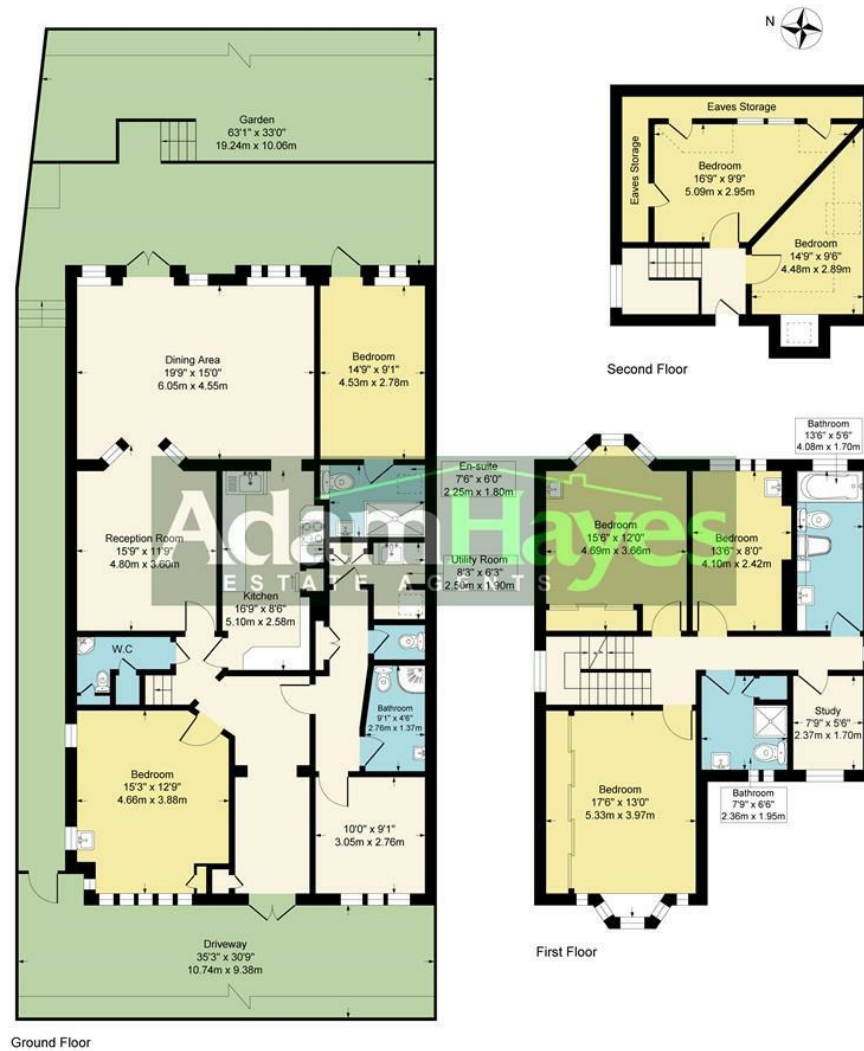 N
Garden
63'1" x 33'0"
19.24m x 10.06m
Eaves Storage
Eaves Storage
Bedroom
16'9" x 9'9"
5.09m x 2.95m
Bedroom
14'9" x 9'6"
4.48m x 2.89m
Second Floor
Dining Area
19'9" x 15'0"
6.05m x 4.55m
Bedroom
14'9" x 9'1"
4.53m x 2.78m
Bathroom
13'6" x 5'6"
4.08m x 1.70m
En-suite
7'6" x 6'0"
2.25m x 1.80m
Adam Hayes
ESTATE AGENTS
Reception Room
15'9" x 11'9"
4.80m x 3.60m
Kitchen
16'9" x 8'6"
5.10m x 2.58m
Utility Room
8'3" x 6'3"
2.50m x 1.90m
Bedroom
15'6" x 12'0"
4.69m x 3.66m
Bedroom
13'6" x 8'0"
4.10m x 2.42m
W.C
Bathroom
9'1" x 4'6"
2.76m x 1.37m
Study
7'9" x 5'6"
2.37m x 1.70m
Bedroom
15'3" x 12'9"
4.66m x 3.88m
10'0" x 9'1"
3.05m x 2.76m
Bedroom
17'6" x 13'0"
5.33m x 3.97m
Bathroom
7'9" x 6'6"
2.36m x 1.95m
Driveway
35'3" x 30'9"
10.74m x 9.38m
First Floor
Ground Floor